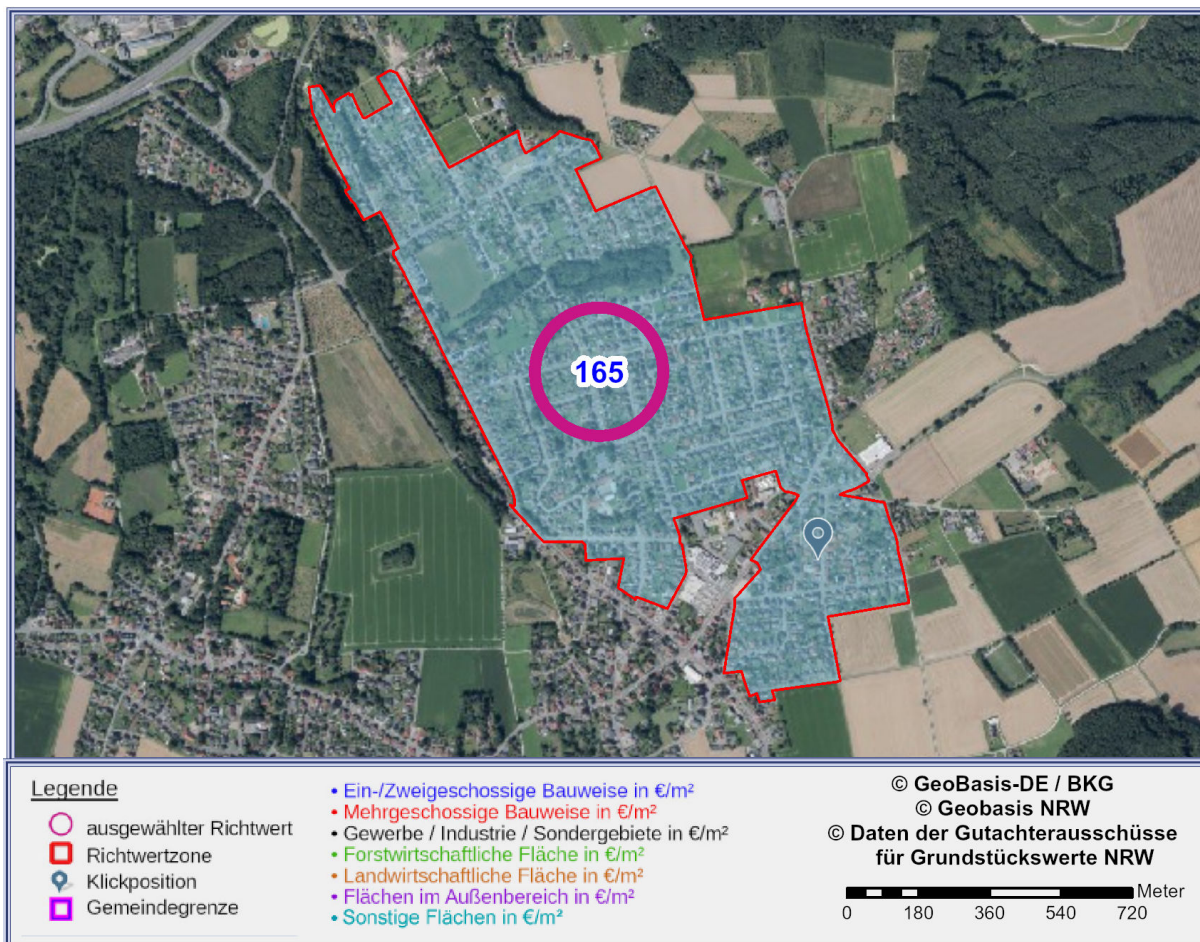 165
Legende
ausgewählter Richtwert
Richtwertzone
Klickposition
Gemeindegrenze
• Ein-/Zweigeschossige Bauweise in €/m²
• Mehrgeschossige Bauweise in €/m²
• Gewerbe / Industrie / Sondergebiete in €/m²
• Forstwirtschaftliche Fläche in €/m²
• Landwirtschaftliche Fläche in €/m²
• Flächen im Außenbereich in €/m²
• Sonstige Flächen in €/m²
© GeoBasis-DE / BKG
© Geobasis NRW
© Daten der Gutachterausschüsse
für Grundstückswerte NRW
Meter
0 180 360 540 720